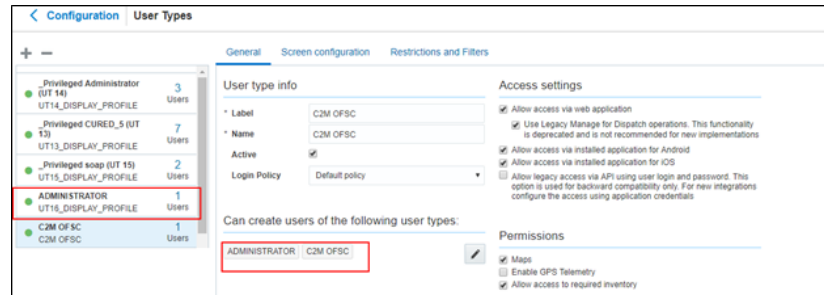 Configuration User Types
General Screen configuration Restrictions and Filters
_Privileged Administrator
(UT 14)
UT14_DISPLAY_PROFILE
3
Users
_Privileged CURED_5 (UT
13)
UT13_DISPLAY_PROFILE
7
Users
_Privileged soap (UT 15)
UT15_DISPLAY_PROFILE
2
Users
ADMINISTRATOR
UT16_DISPLAY_PROFILE
1
Users
C2M OFSC
C2M OFSC
1
Users
User type info
* Label C2M OFSC
* Name C2M OFSC
Active
Login Policy Default policy
Can create users of the following user types:
ADMINISTRATOR C2M OFSC
Access settings
Allow access via web application
Use Legacy Manage for Dispatch operations. This functionality
is deprecated and is not recommended for new implementations
Allow access via installed application for Android
Allow access via installed application for iOS
Allow legacy access via API using user login and password. This
option is used for backward compatibility only. For new integrations
configure the access using application credentials
Permissions
Maps
Enable GPS Telemetry
Allow access to required inventory